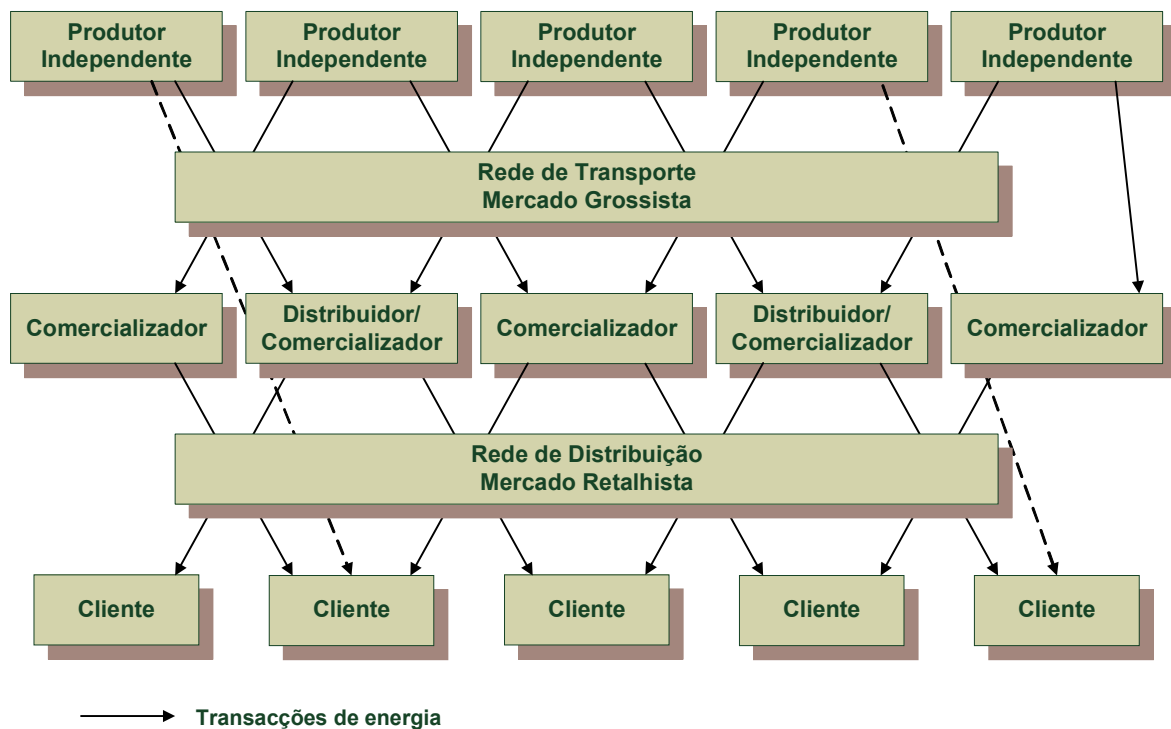 Produtor
Independente
Produtor
Independente
Produtor
Independente
Produtor
Independente
Produtor
Independente
Rede de Transporte
Mercado Grossista
Comercializador
Distribuidor/
Comercializador
Comercializador
Distribuidor/
Comercializador
Comercializador
Rede de Distribuição
Mercado Retalhista
Cliente
Cliente
Cliente
Cliente
Cliente
Transacções de energia